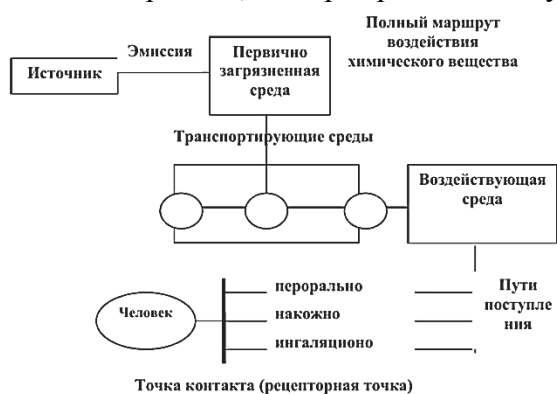 Полный маршрут
воздействия
химического вещества
Эмиссия
Источник
Первично
загрязненная
среда
Транспортирующие среды
Воздействующая
среда
Человек
перорально
накожно
ингаляционо
Пути
поступле
ния
Точка контакта (рецепторная точка)